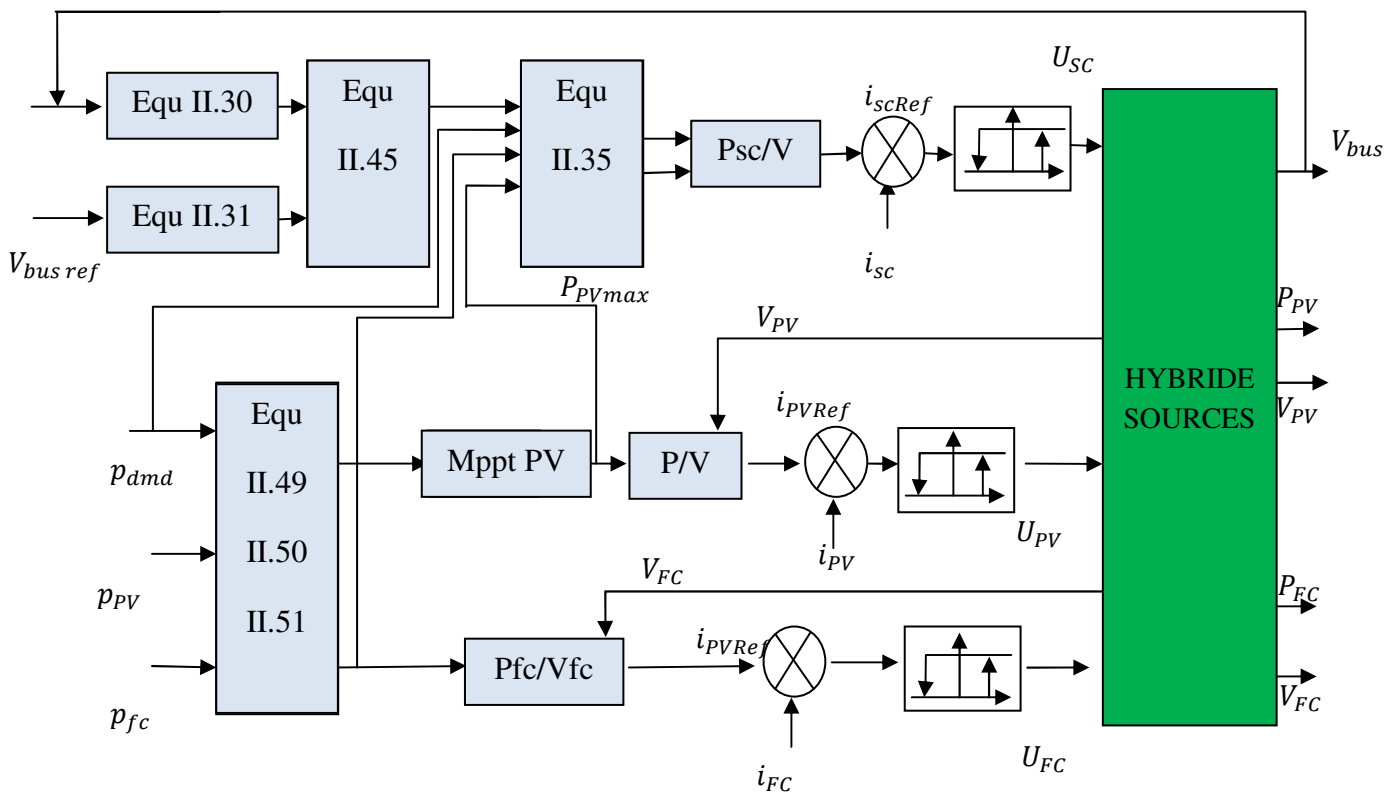 U_SC
Equ II.30
Equ
II.45
Equ
II.35
i_scRef
Psc/V
V_bus
Equ II.31
V_bus ref
i_sc
P_PVmax
P_PV
V_PV
HYBRIDE
SOURCES
V_PV
Equ
II.49
II.50
II.51
i_PVRef
Mppt PV
P/V
p_dmd
U_PV
i_PV
V_FC
p_PV
P_FC
i_PVRef
Pfc/Vfc
V_FC
p_fc
U_FC
i_FC